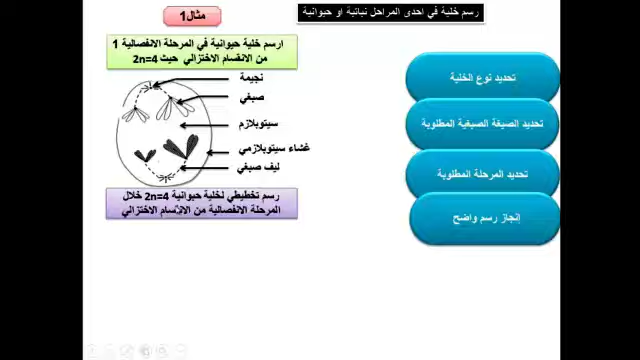 رسم خلية في احدى المراحل نباتية او حيوانية
مثال1
ارسم خلية حيوانية في المرحلة الانفصالية 1
من الانقسام الاختزالي حيث 2n=4
نجيمة
صبغي
سيتوبلازم
غشاء سيتوبلازمي
ليف صبغي
رسم تخطيطي لخلية حيوانية 2n=4 خلال
المرحلة الانفصالية من الانقسام الاختزالي
تحديد نوع الخلية
تحديد الصيغة الصبغية المطلوبة
تحديد المرحلة المطلوبة
إنجاز رسم واضح